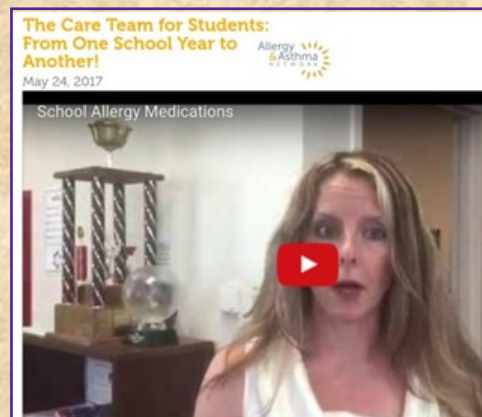 The Care Team for Students:
From One School Year to
Another!
Allergy
&Asthma
NETWORK
May 24, 2017
School Allergy Medications